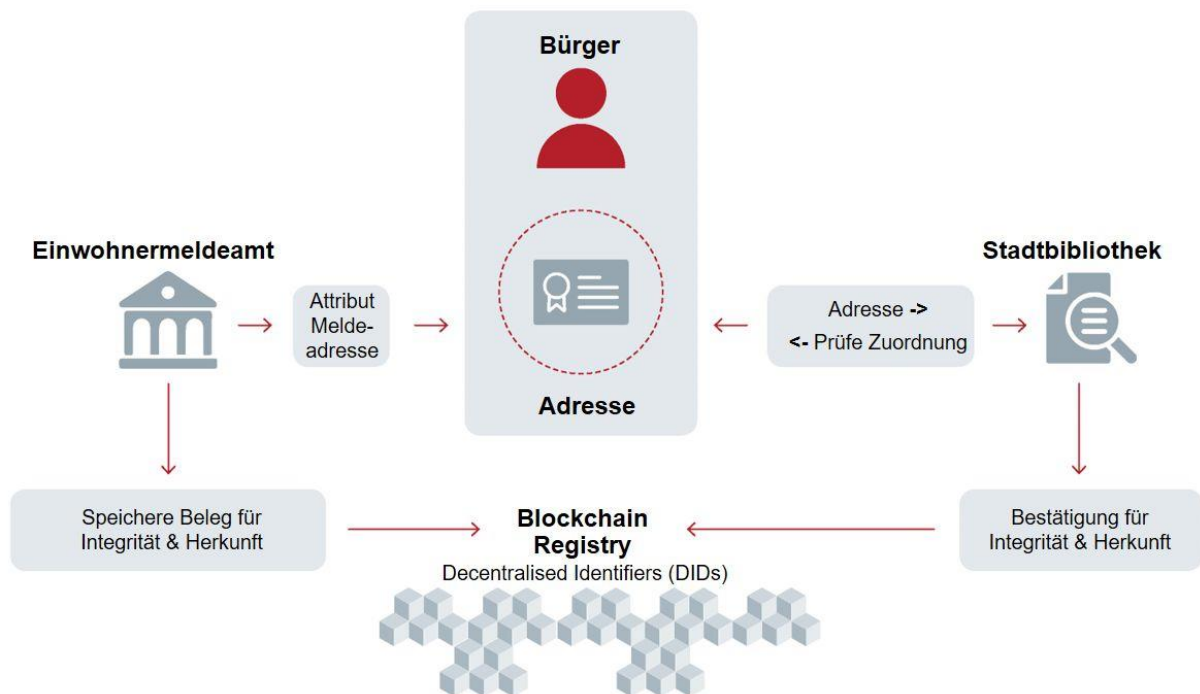 Bürger
Einwohnermeldeamt
Attribut
Melde-
adresse
Adresse
Stadtbibliothek
Adresse ->
<- Prüfe Zuordnung
Speichere Beleg für
Integrität & Herkunft
Blockchain
Registry
Decentralised Identifiers (DIDs)
Bestätigung für
Integrität & Herkunft